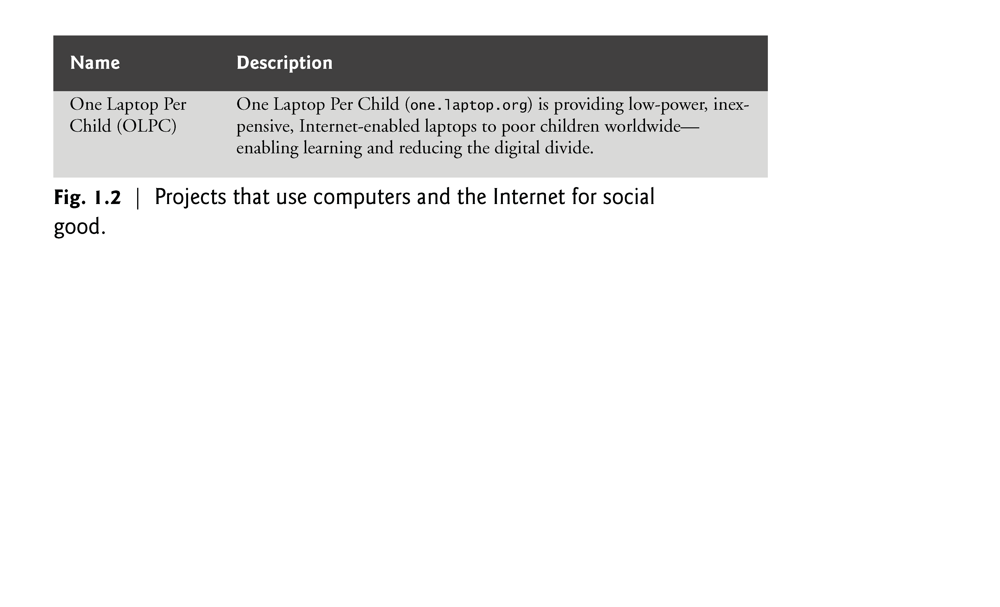 Name Description
One Laptop Per One Laptop Per Child (one.laptop.org) is providing low-power, inex-
Child (OLPC) pensive, Internet-enabled laptops to poor children worldwide—
enabling learning and reducing the digital divide.
Fig. 1.2 | Projects that use computers and the Internet for social
good.